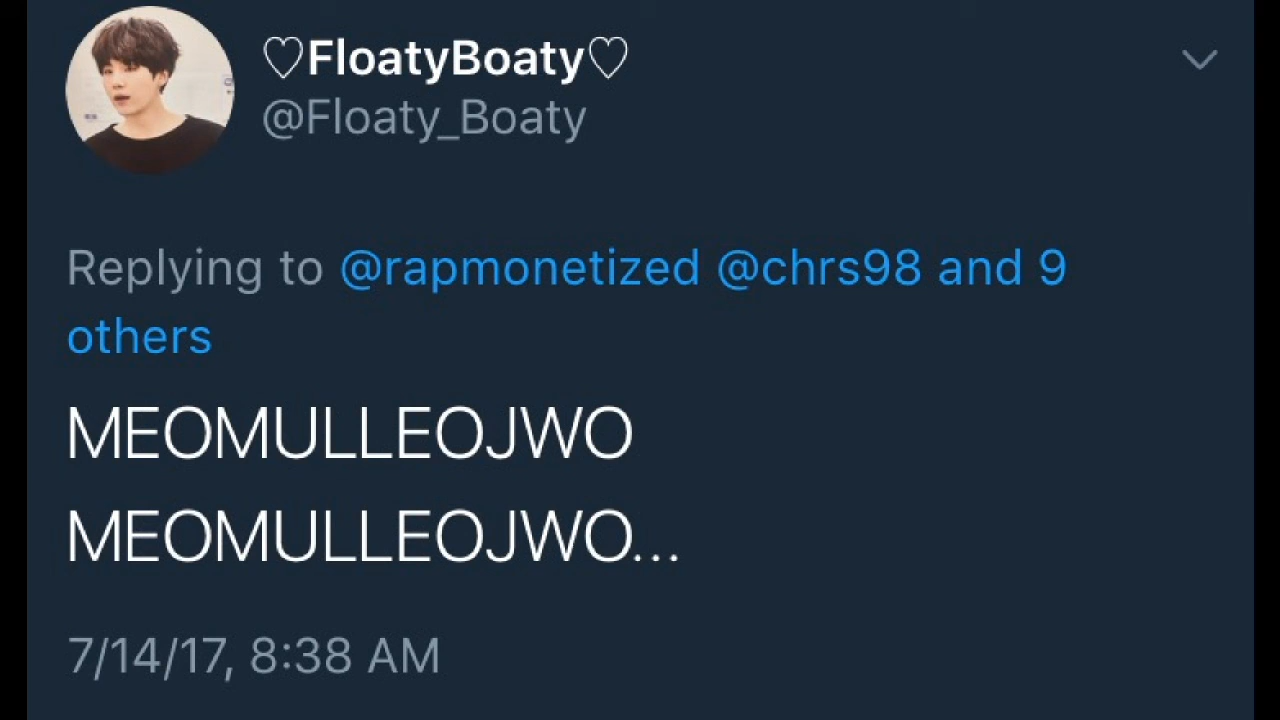 ♡FloatyBoaty♡
@Floaty_Boaty
Replying to @rapmonetized @chrs98 and 9
others
MEOMULLEOJWO
MEOMULLEOJWO...
7/14/17, 8:38 AM